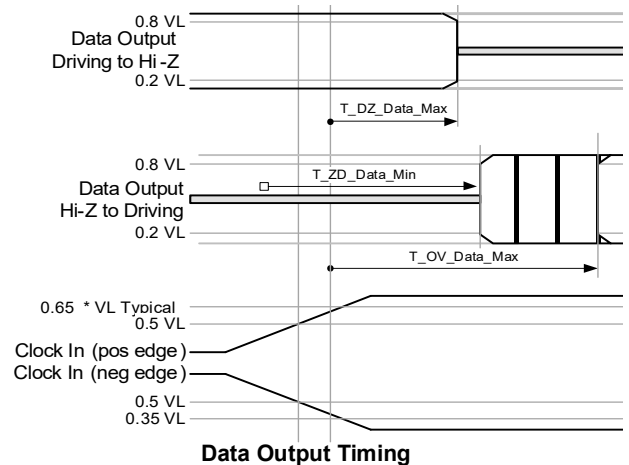 0.8 VL
Data Output
Driving to Hi-Z
0.2 VL
T_DZ_Data_Max
0.8 VL
T_ZD_Data_Min
Data Output
Hi-Z to Driving
0.2 VL
T_OV_Data_Max
0.65 * VL Typical
0.5 VL
Clock In (pos edge)
Clock In (neg edge)
0.5 VL
0.35 VL
Data Output Timing